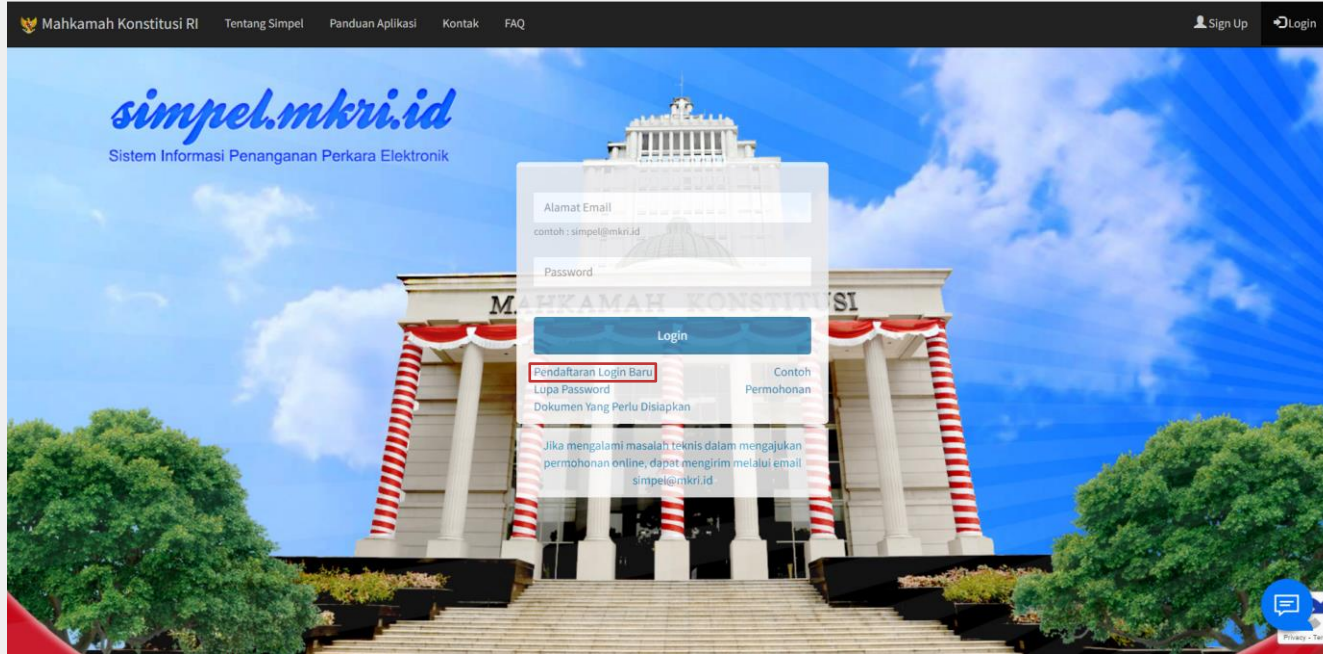 Mahkamah Konstitusi RI Tentang Simpel Panduan Aplikasi Kontak FAQ Sign Up Login
simpel.mkri.id
Sistem Informasi Penanganan Perkara Elektronik
Alamat Email
contoh : simpel@mkri.id
Password
MAHKAMAH KONSTITUSI
Login
Pendaftaran Login Baru
Contoh Permohonan
Lupa Password
Dokumen Yang Perlu Disiapkan
Jika mengalami masalah teknis dalam mengajukan
permohonan online, dapat mengirim melalui email
simpel@mkri.id
Privacy